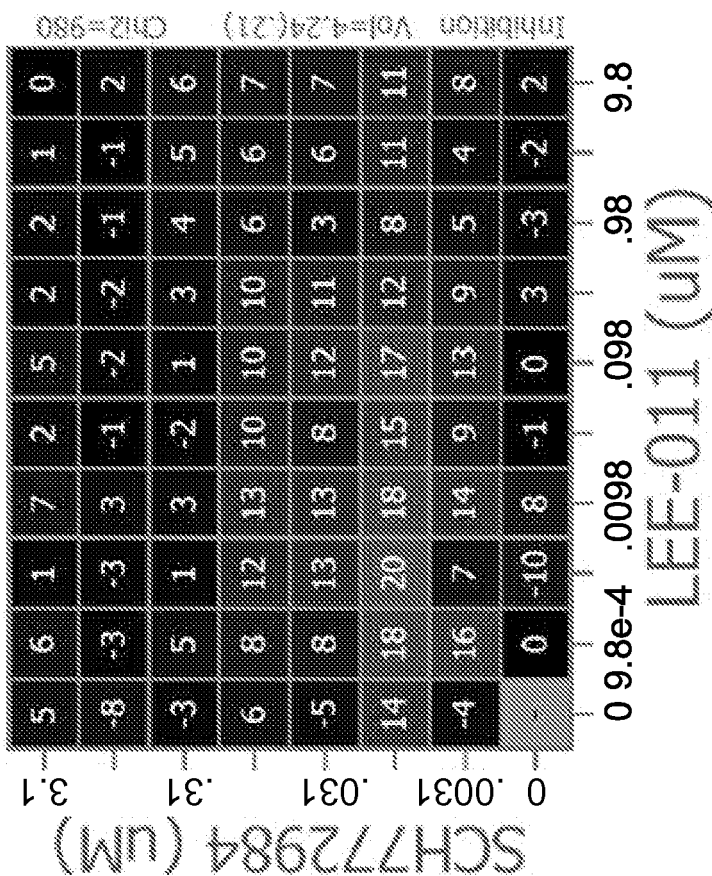 Inhibition Vol=4.24(.21) Chi2=980
3.1 5 6 1 7 2 5 2 2 1 0
-8 -3 -3 3 -1 -2 -2 -1 -1 2
.31 -3 5 1 3 -2 1 3 4 5 6
6 8 12 13 10 10 10 6 6 7
.031 -5 8 13 13 8 12 11 3 6 7
14 18 20 18 15 17 12 8 11 11
.0031 -4 16 7 14 9 13 9 5 4 8
0 - 0 -10 8 -1 0 3 -3 -2 2
0 9.8e-4 .0098 .098 .98 9.8
LEE-011 (uM)
SCH772984 (uM)